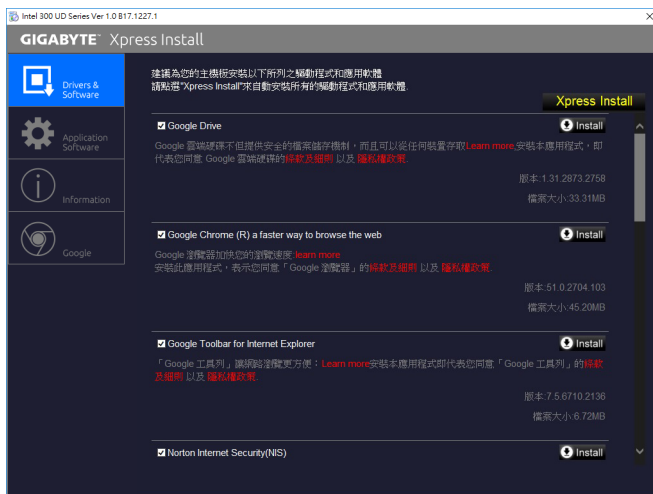 Intel 300 UD Series Ver 1.0 B17.1227.1
GIGABYTE™ Xpress Install
Drivers &
Software
Application
Software
Information
Google
建議為您的主機板安裝以下所列之驅動程式和應用軟體
請點選"Xpress Install"來自動安裝所有的驅動程式和應用軟體.
Xpress Install
Google Drive
Install
Google 雲端硬碟不但提供安全的檔案儲存機制，而且可以從任何裝置存取Learn more,安裝本應用程式，即
代表您同意 Google 雲端硬碟的條款及細則 以及 隱私權政策.
版本:1.31.2873.2758
檔案大小:33.31MB
Google Chrome (R) a faster way to browse the web
Install
Google 瀏覽器加快您的瀏覽速度.learn more
安裝此應用程式，表示您同意「Google 瀏覽器」的條款及細則 以及 隱私權政策.
版本:51.0.2704.103
檔案大小:45.20MB
Google Toolbar for Internet Explorer
Install
「Google 工具列」讓網路瀏覽更方便：Learn more安裝本應用程式即代表您同意「Google 工具列」的條款
及細則 以及 隱私權政策.
版本:7.5.6710.2136
檔案大小:6.72MB
Norton Internet Security(NIS)
Install